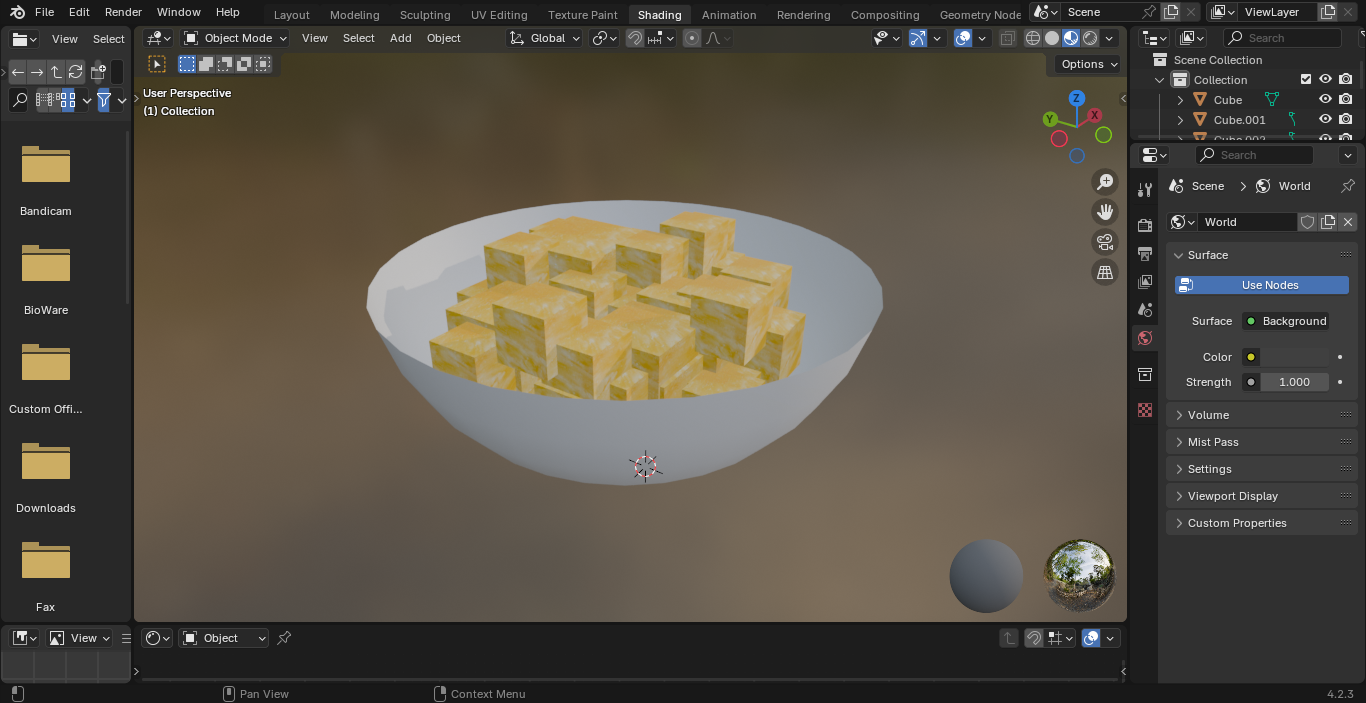 File Edit Render Window Help Layout Modeling Sculpting UV Editing Texture Paint Shading Animation Rendering Compositing Geometry Node Scene ViewLayer
View Select Object Mode View Select Add Object Global Search
Options
Scene Collection
Collection
Cube
Cube.001
Cube.002
User Perspective
(1) Collection
Z
Y
X
Search
Scene > World
World
Surface
Use Nodes
Surface Background
Color
Strength 1.000
Volume
Mist Pass
Settings
Viewport Display
Custom Properties
Bandicam
BioWare
Custom Offi...
Downloads
Fax
View Object
Pan View Context Menu 4.2.3